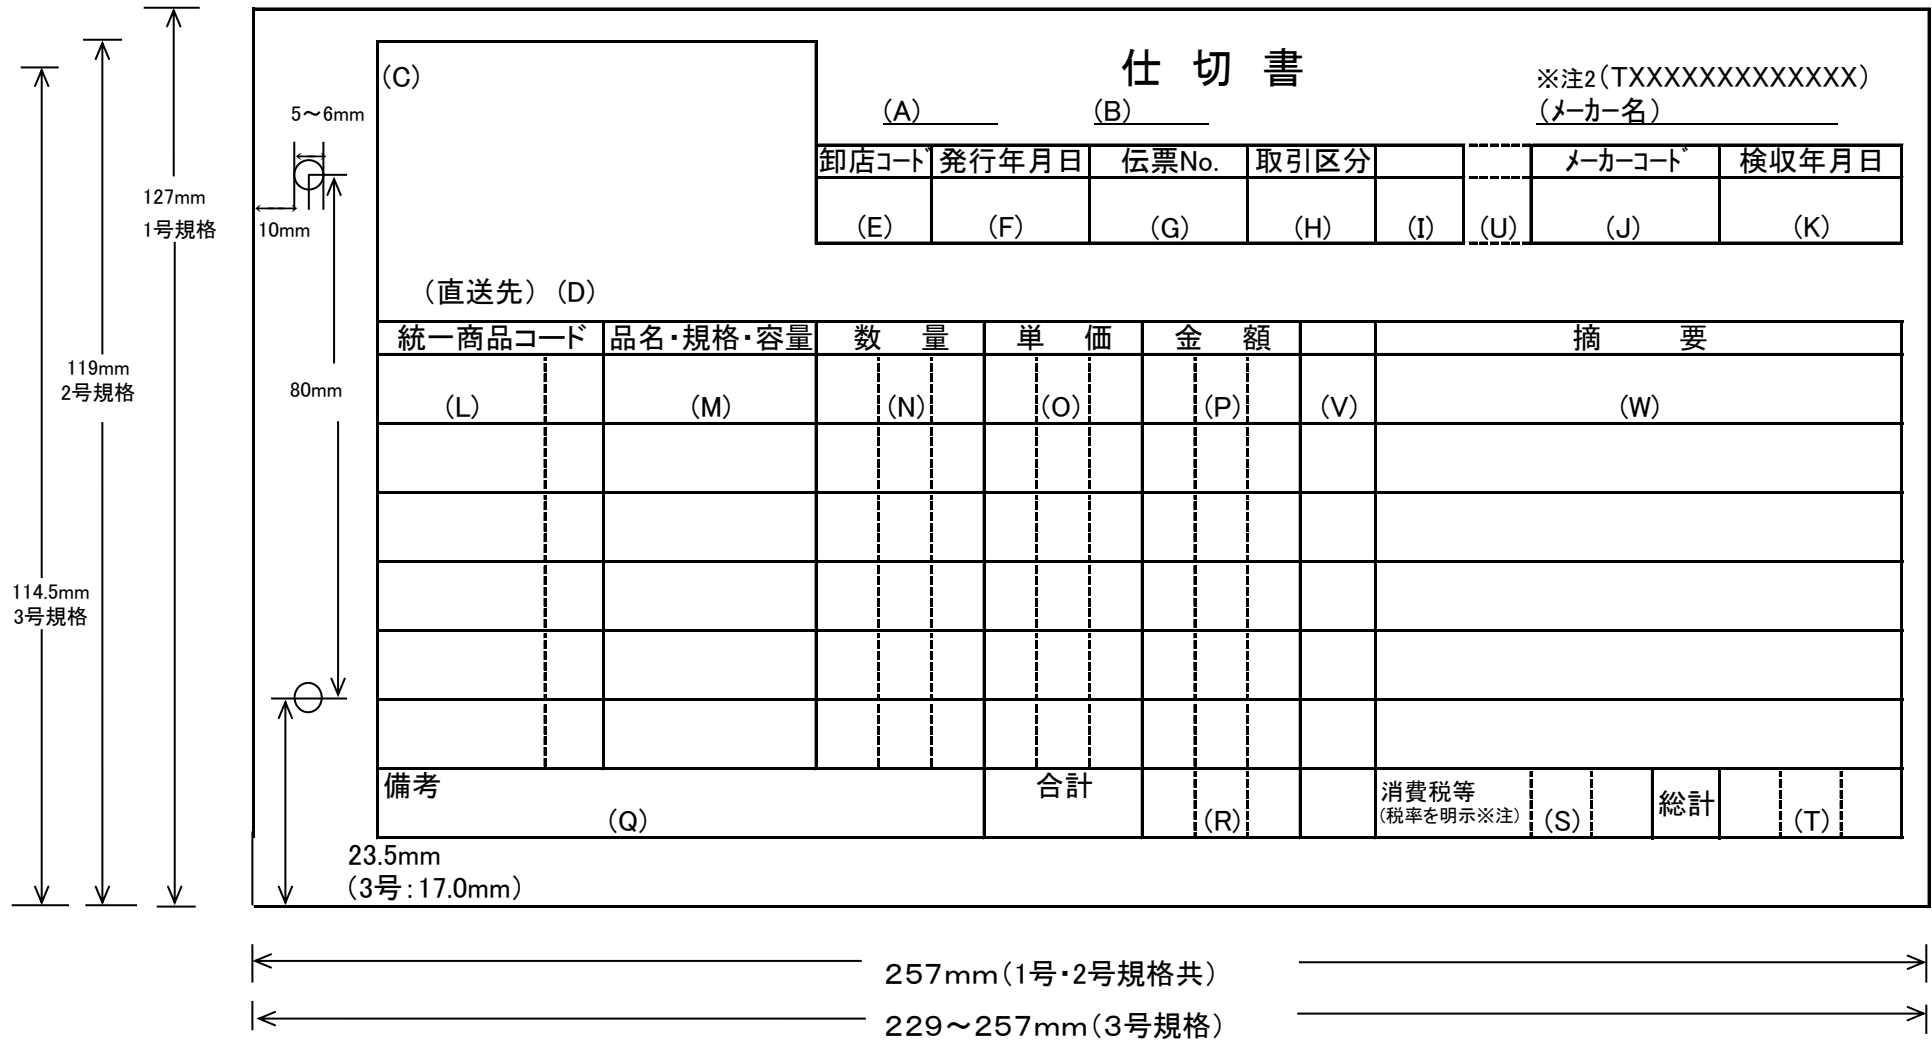 仕 切 書
(C)
※注2(TXXXXXXXXXXXXX)
(A)
(B)
(メーカー名)
5～6mm
卸店コード 発行年月日 伝票No. 取引区分 メーカーコード 検収年月日
127mm
1号規格
10mm
(E) (F) (G) (H) (I) (U) (J) (K)
(直送先) (D)
統一商品コード 品名・規格・容量 数 量 単 価 金 額 摘 要
119mm
2号規格
80mm
(L) (M) (N) (O) (P) (V) (W)
114.5mm
3号規格
備考 合計 消費税等 総計
(税率を明示※注)
(Q) (R) (S) (T)
23.5mm
(3号:17.0mm)
257mm(1号・2号規格共)
229～257mm(3号規格)